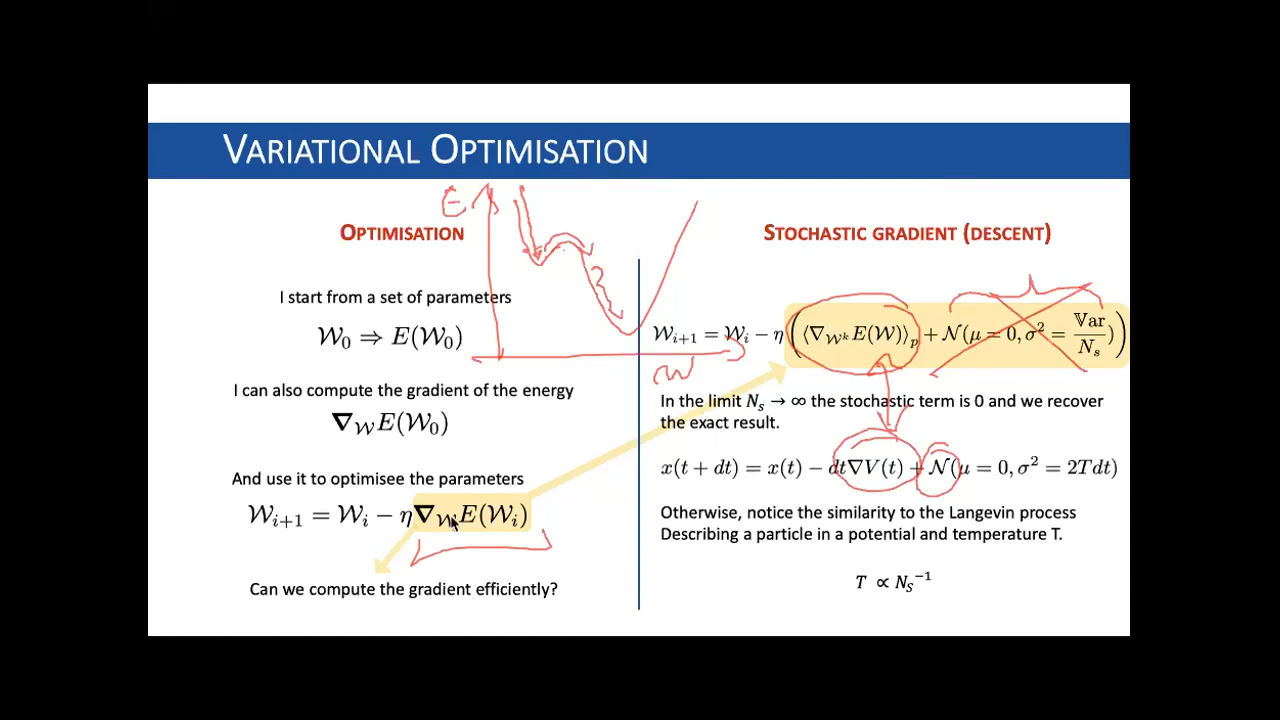 VARIATIONAL OPTIMISATION
E
OPTIMISATION
I start from a set of parameters
𝒲₀ ⇒ E(𝒲₀)
I can also compute the gradient of the energy
∇_𝒲 E(𝒲₀)
And use it to optimisee the parameters
𝒲ᵢ₊₁ = 𝒲ᵢ − η∇_𝒲ᵢ E(𝒲ᵢ)
Can we compute the gradient efficiently?
W
STOCHASTIC GRADIENT (DESCENT)
𝒲ᵢ₊₁ = 𝒲ᵢ − η(⟨∇_𝒲ᵏ E(𝒲)⟩ₚ + 𝒩(μ = 0, σ² = 𝕍ar/Nₛ))
In the limit Nₛ → ∞ the stochastic term is 0 and we recover
the exact result.
x(t + dt) = x(t) − dt∇V(t) + 𝒩(μ = 0, σ² = 2Tdt)
Otherwise, notice the similarity to the Langevin process
Describing a particle in a potential and temperature T.
T ∝ N_S⁻¹